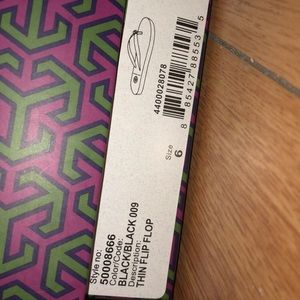 Style no:
50008666
Color/Code:
BLACK/BLACK 009
Description:
THIN FLIP FLOP
Size
6
4400028078
8 85427 88553 5